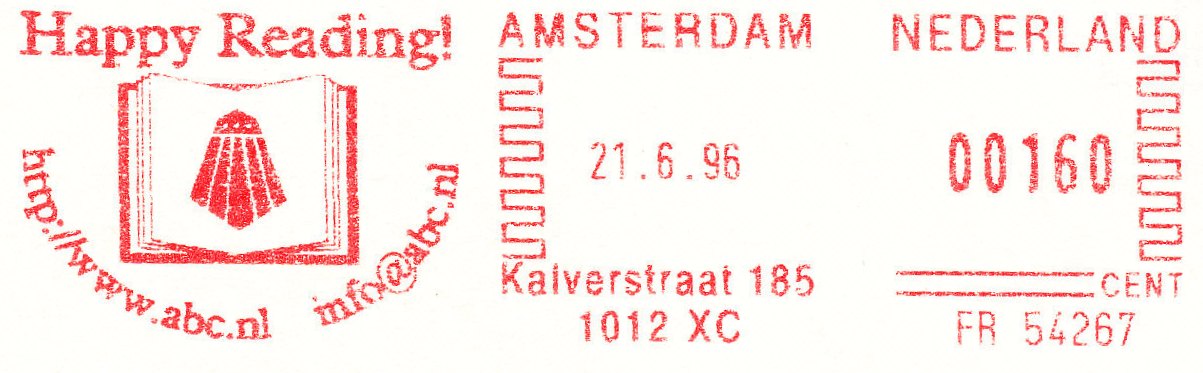 Happy Reading!
http://www.abc.nl
info@abc.nl
AMSTERDAM
21.6.96
Kalverstraat 185
1012 XC
NEDERLAND
00160
CENT
FR 54267